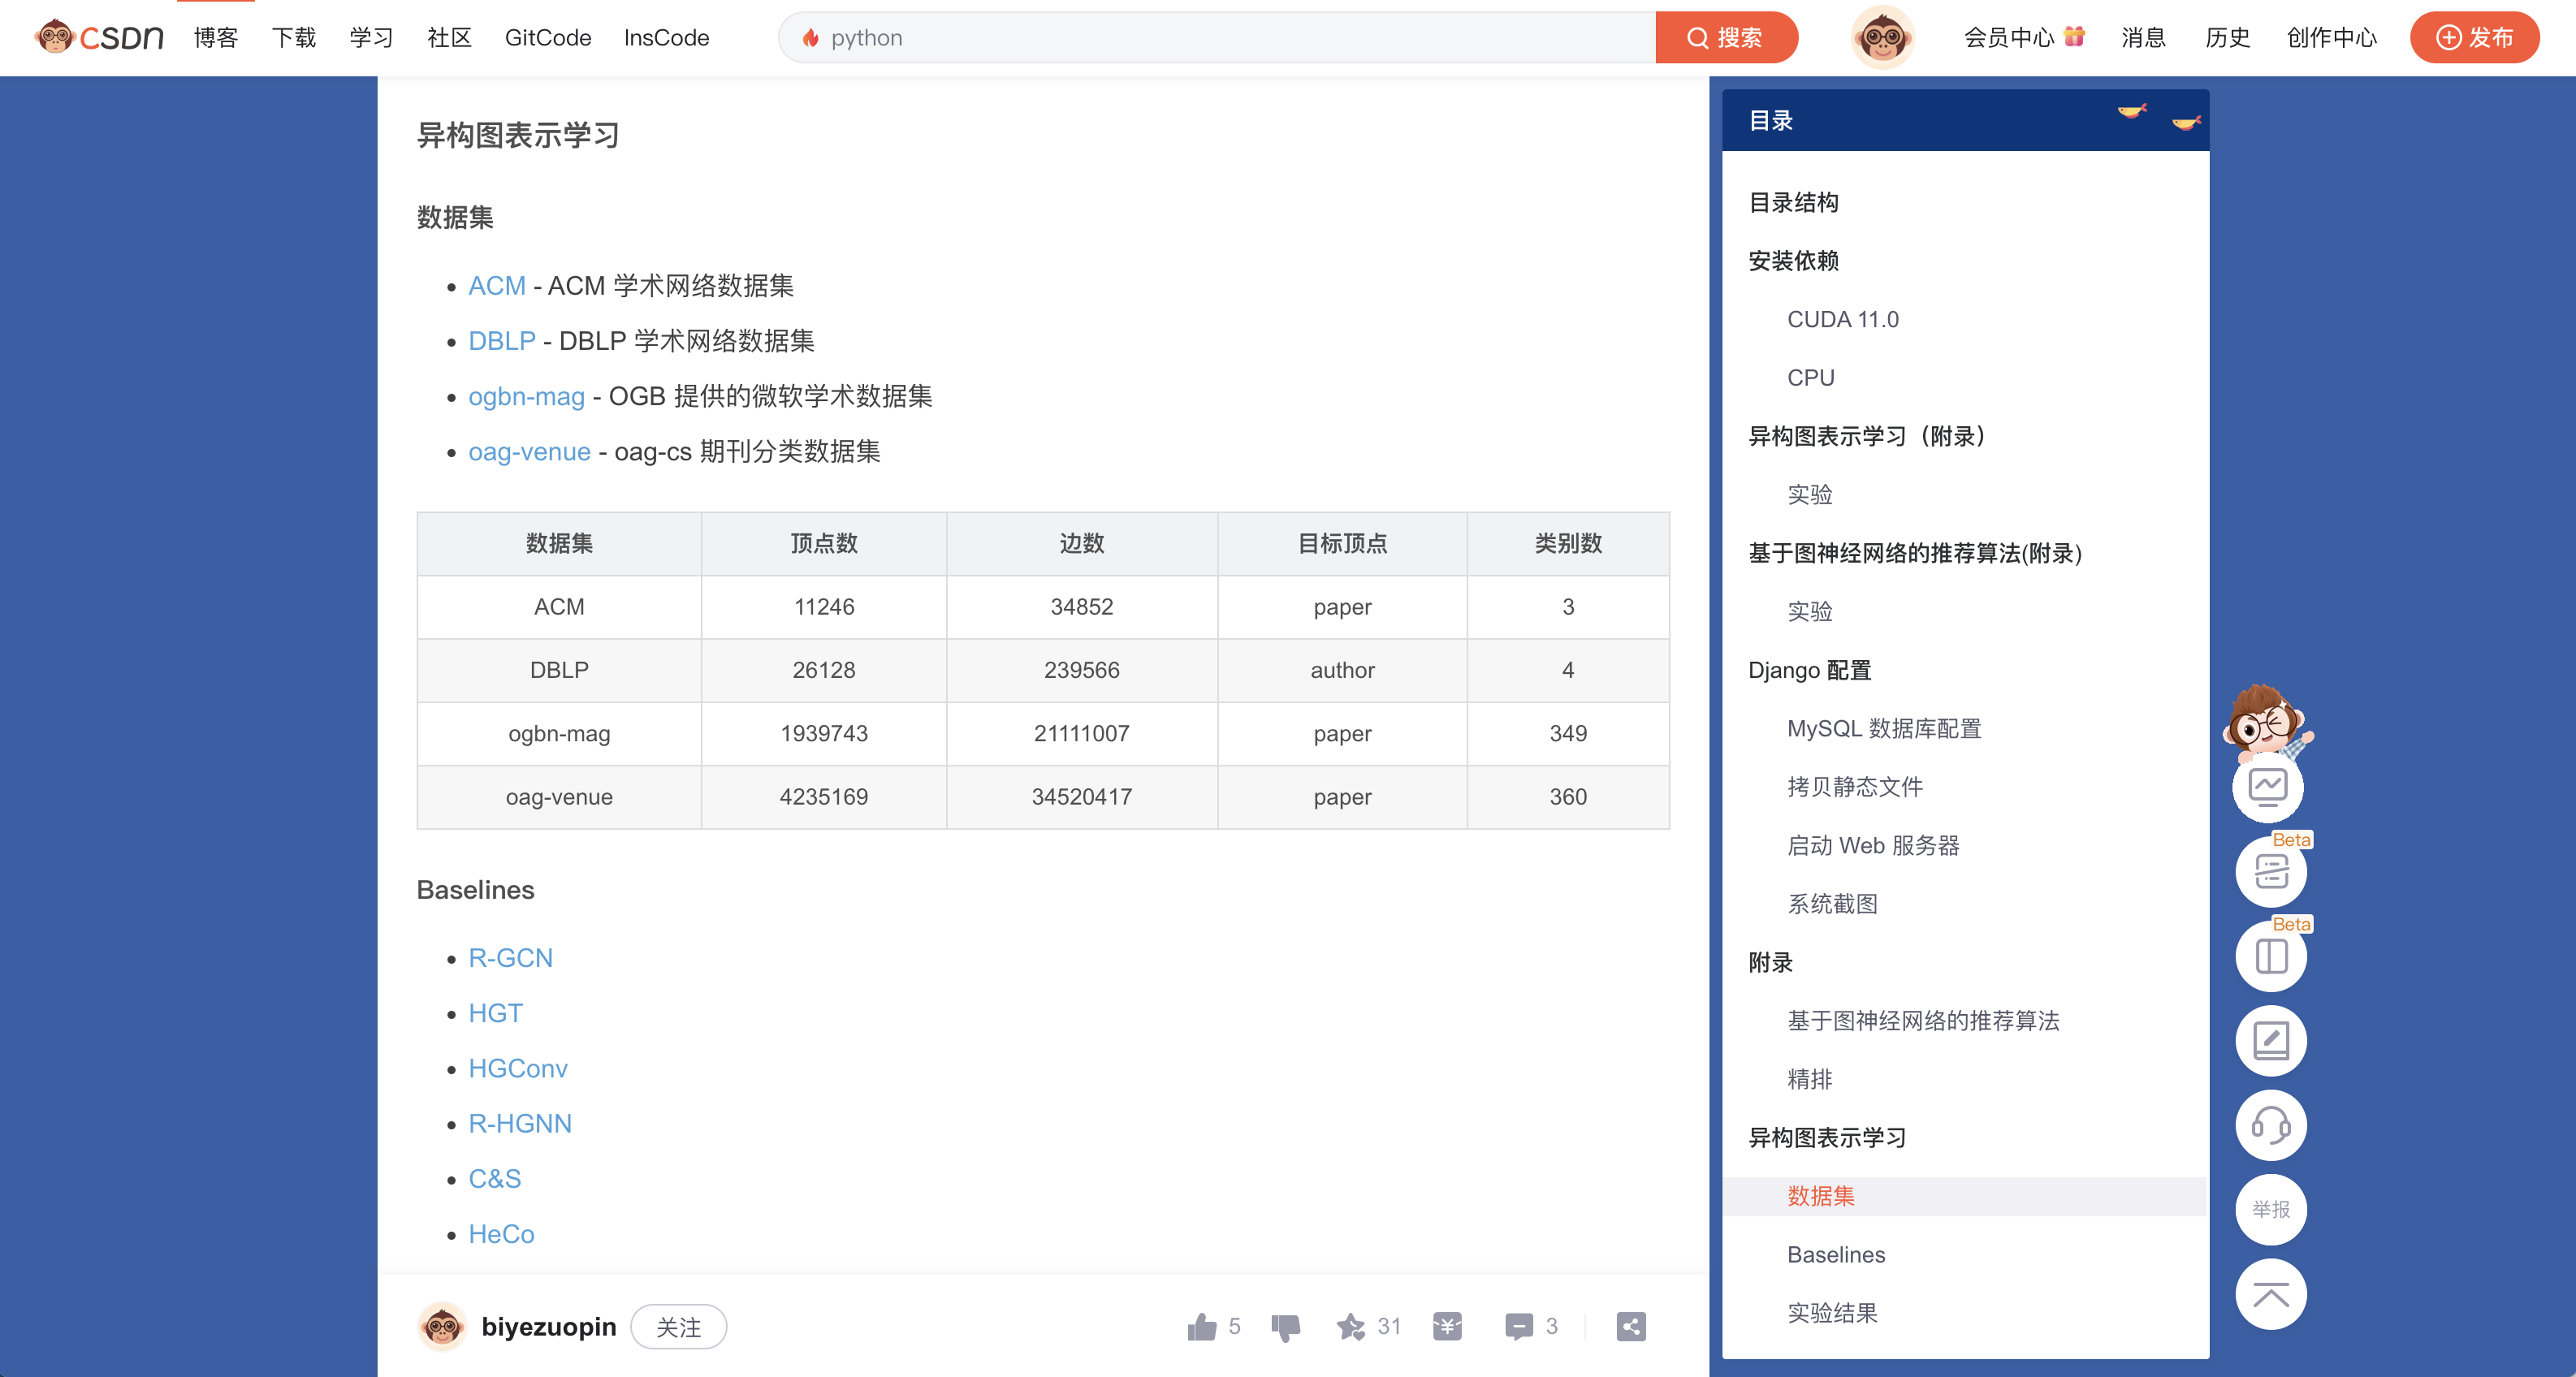 CSDN 博客 下载 学习 社区 GitCode InsCode python 搜索 会员中心 消息 历史 创作中心 发布
异构图表示学习
数据集
ACM - ACM 学术网络数据集
DBLP - DBLP 学术网络数据集
ogbn-mag - OGB 提供的微软学术数据集
oag-venue - oag-cs 期刊分类数据集
数据集 顶点数 边数 目标顶点 类别数
ACM 11246 34852 paper 3
DBLP 26128 239566 author 4
ogbn-mag 1939743 21111007 paper 349
oag-venue 4235169 34520417 paper 360
Baselines
R-GCN
HGT
HGConv
R-HGNN
C&S
HeCo
biyezuopin 关注 5 31 3
目录
目录结构
安装依赖
CUDA 11.0
CPU
异构图表示学习（附录）
实验
基于图神经网络的推荐算法(附录)
实验
Django 配置
MySQL 数据库配置
拷贝静态文件
启动 Web 服务器
系统截图
附录
基于图神经网络的推荐算法
精排
异构图表示学习
数据集
Baselines
实验结果
Beta
Beta
举报